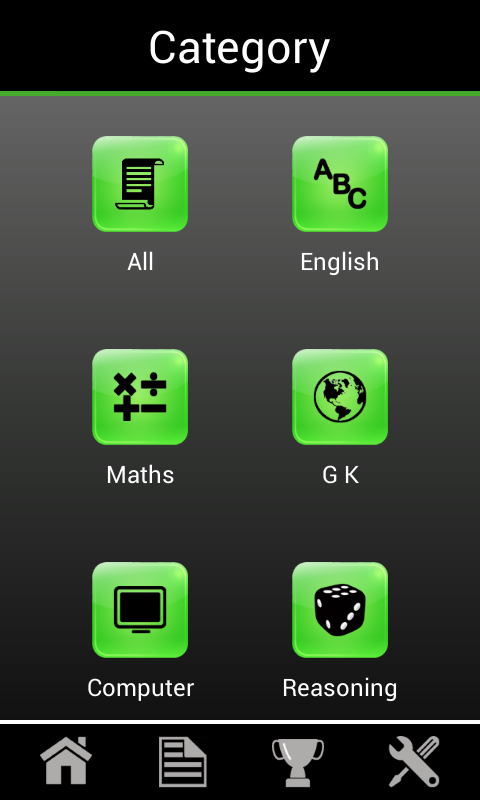 Category
All
English
Maths
G K
Computer
Reasoning